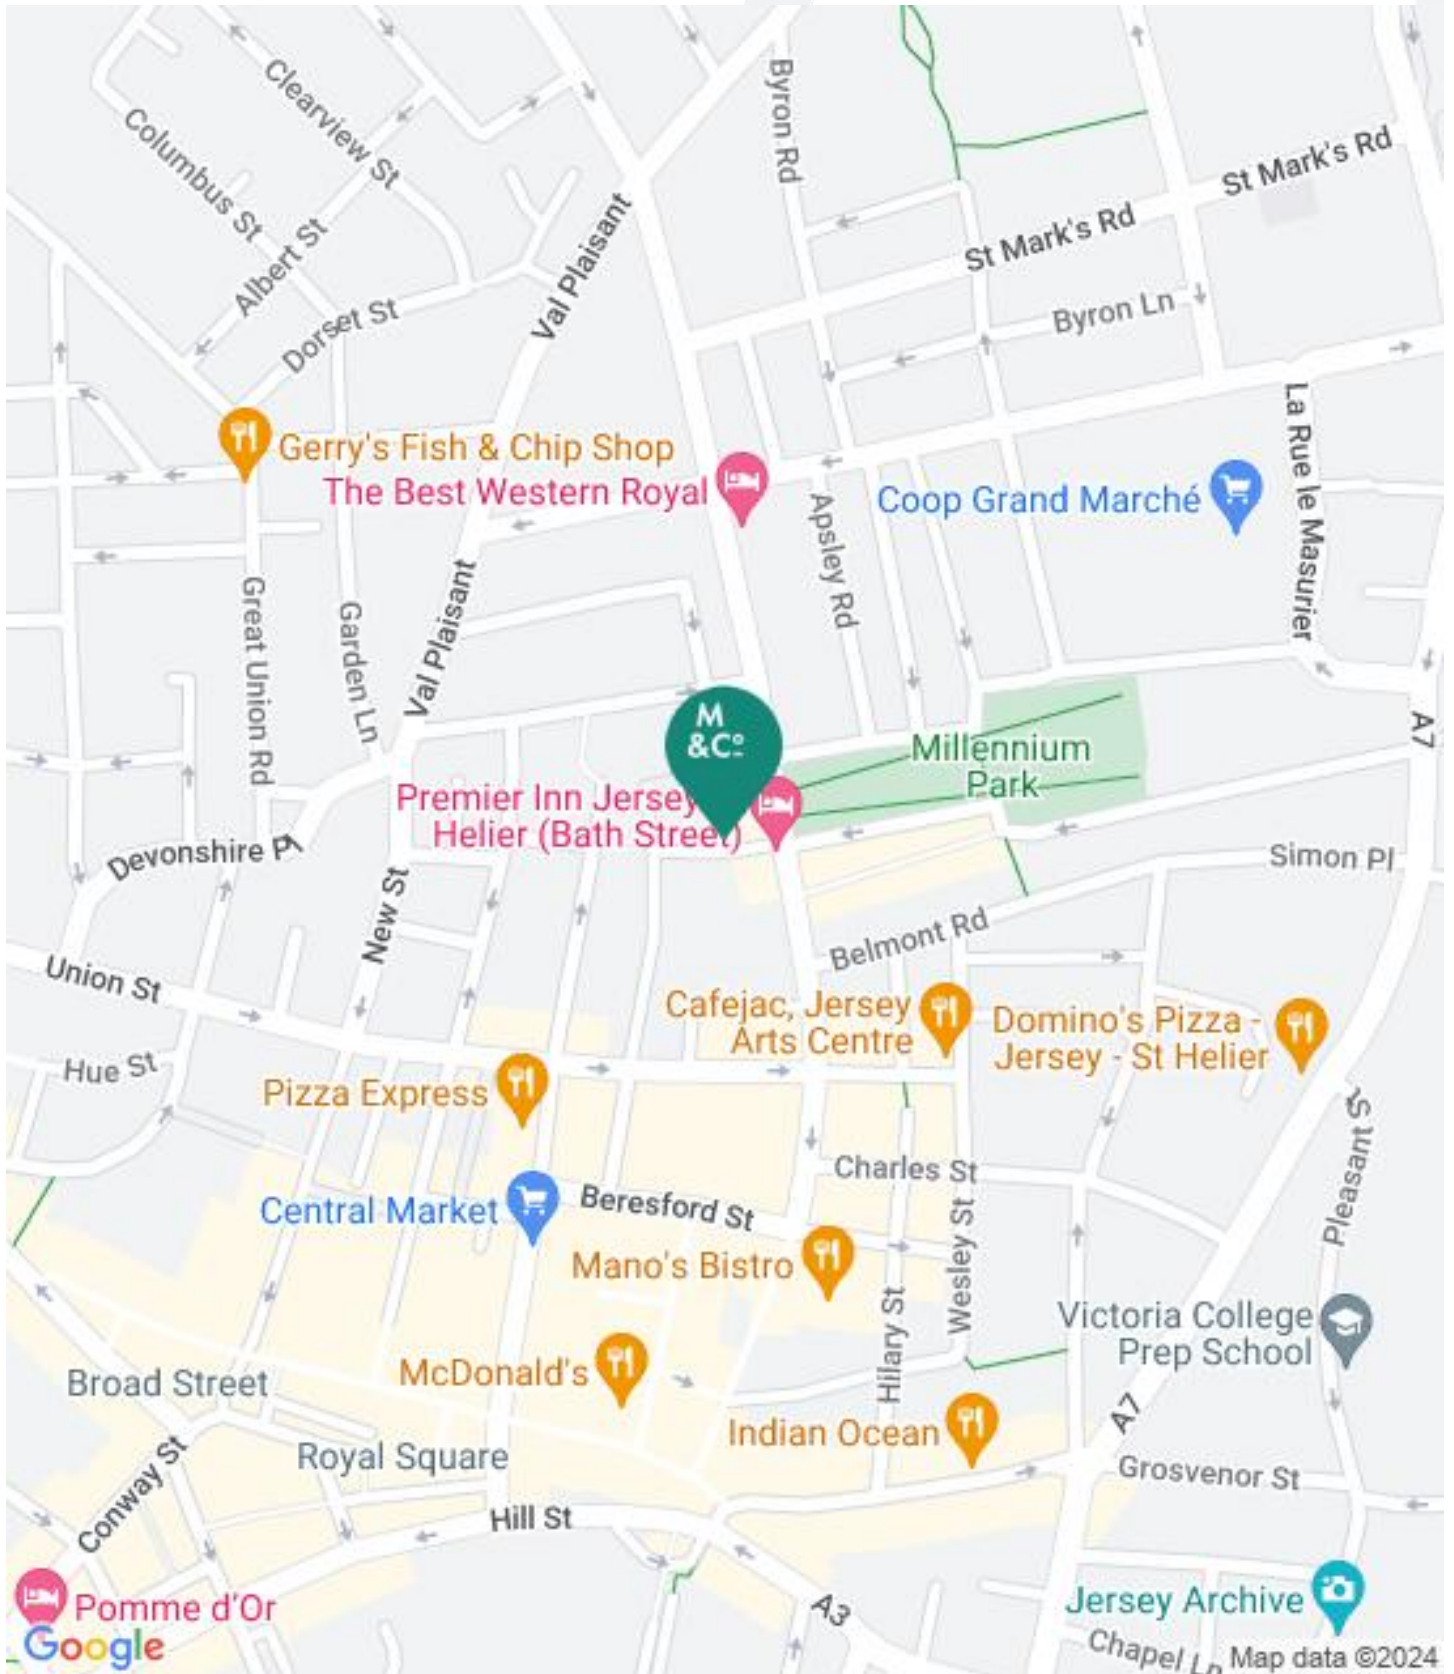 Clearview St
Byron Rd
Columbus St
St Mark's Rd
Albert St
Val Plaisant
St Mark's Rd
Dorset St
Byron Ln
La Rue le Masurier
Gerry's Fish & Chip Shop
The Best Western Royal
Coop Grand Marché
Apsley Rd
Great Union Rd
Garden Ln
Val Plaisant
M
&Co
A7
Millennium
Park
Premier Inn Jersey
Helier (Bath Street)
Devonshire Pl
Simon Pl
New St
Belmont Rd
Union St
Cafejac, Jersey
Arts Centre
Domino's Pizza -
Jersey - St Helier
Hue St
Pizza Express
Pleasant St
Charles St
Central Market
Beresford St
Wesley St
Mano's Bistro
Hilary St
Victoria College
Prep School
McDonald's
Broad Street
A7
Indian Ocean
Royal Square
Conway St
Grosvenor St
Hill St
Pomme d'Or
A3
Jersey Archive
Google
Chapel Ln
Map data ©2024